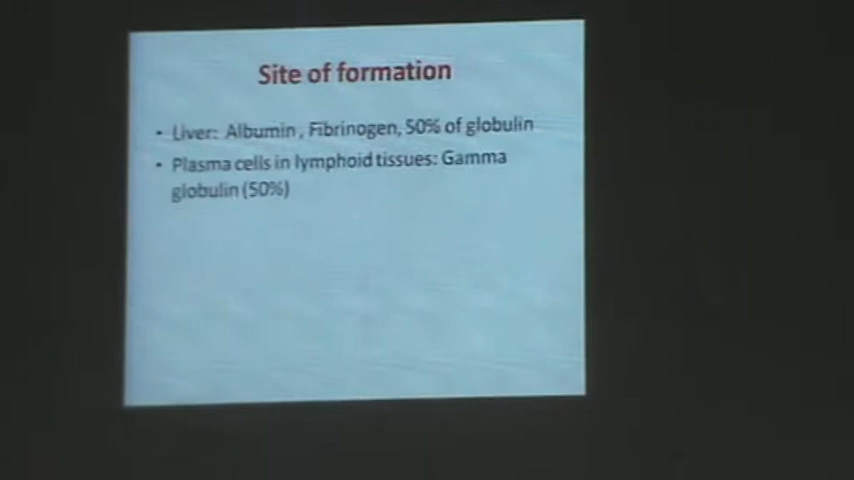 Site of formation
• Liver: Albumin, Fibrinogen, 50% of globulin
• Plasma cells in lymphoid tissues: Gamma
globulin (50%)